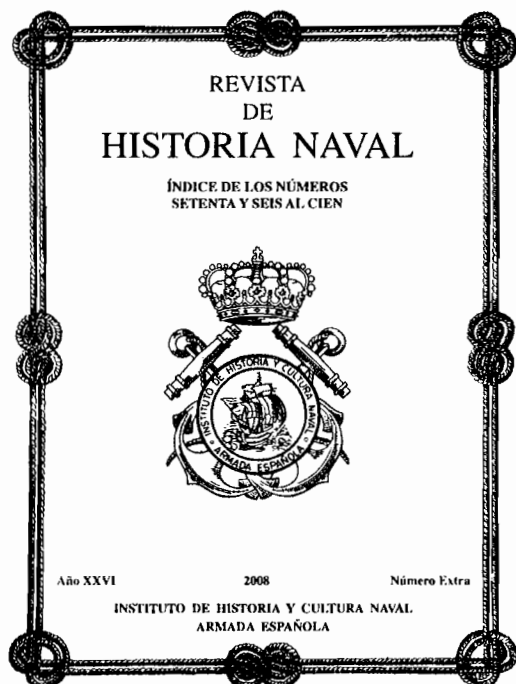 REVISTA
DE
HISTORIA NAVAL
ÍNDICE DE LOS NÚMEROS
SETENTA Y SEIS AL CIEN
INSTITUTO DE HISTORIA Y CULTURA NAVAL
ARMADA ESPAÑOLA
Año XXVI 2008 Número Extra
INSTITUTO DE HISTORIA Y CULTURA NAVAL
ARMADA ESPAÑOLA